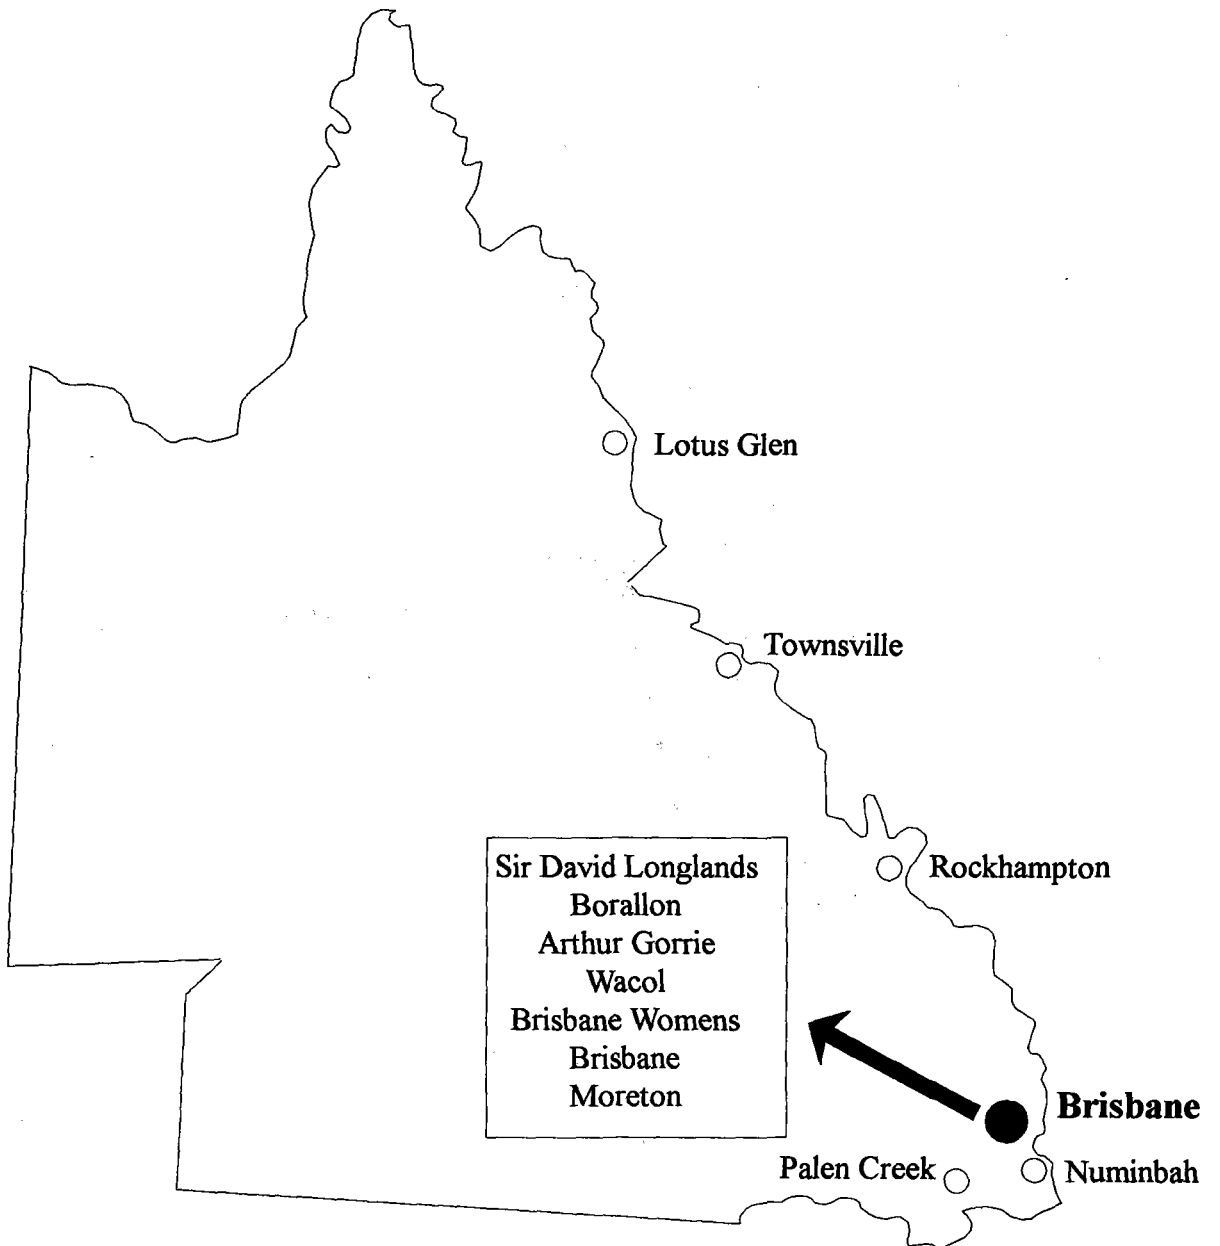 Lotus Glen
Townsville
Rockhampton
Sir David Longlands
Borallon
Arthur Gorrie
Wacol
Brisbane Womens
Brisbane
Moreton
Brisbane
Palen Creek
Numinbah